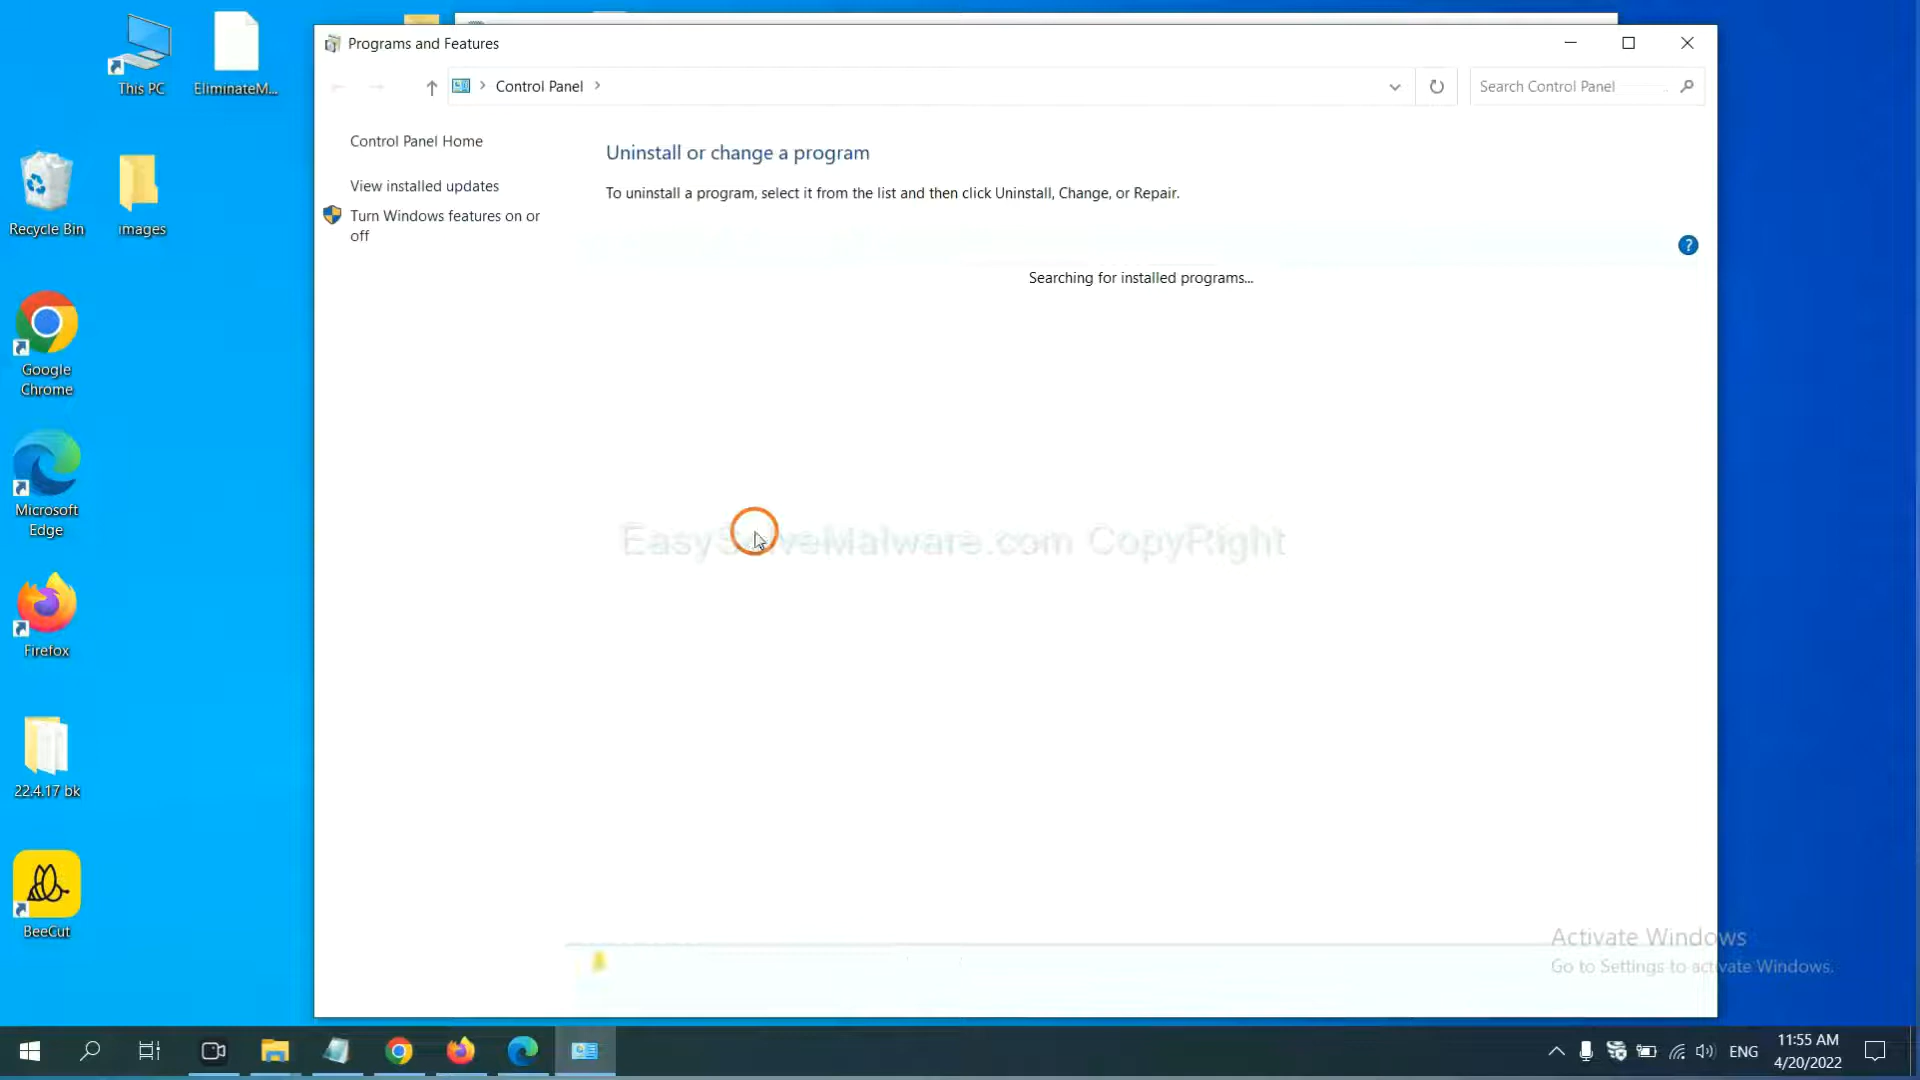 This PC
EliminateM...
Recycle Bin
images
Google
Chrome
Microsoft
Edge
Firefox
22.4.17 bk
BeeCut
Programs and Features
Control Panel
Search Control Panel
Control Panel Home
View installed updates
Turn Windows features on or
off
Uninstall or change a program
To uninstall a program, select it from the list and then click Uninstall, Change, or Repair.
?
Searching for installed programs...
EasySolveMalware.com CopyRight
Activate Windows
Go to Settings to activate Windows.
ENG
11:55 AM
4/20/2022